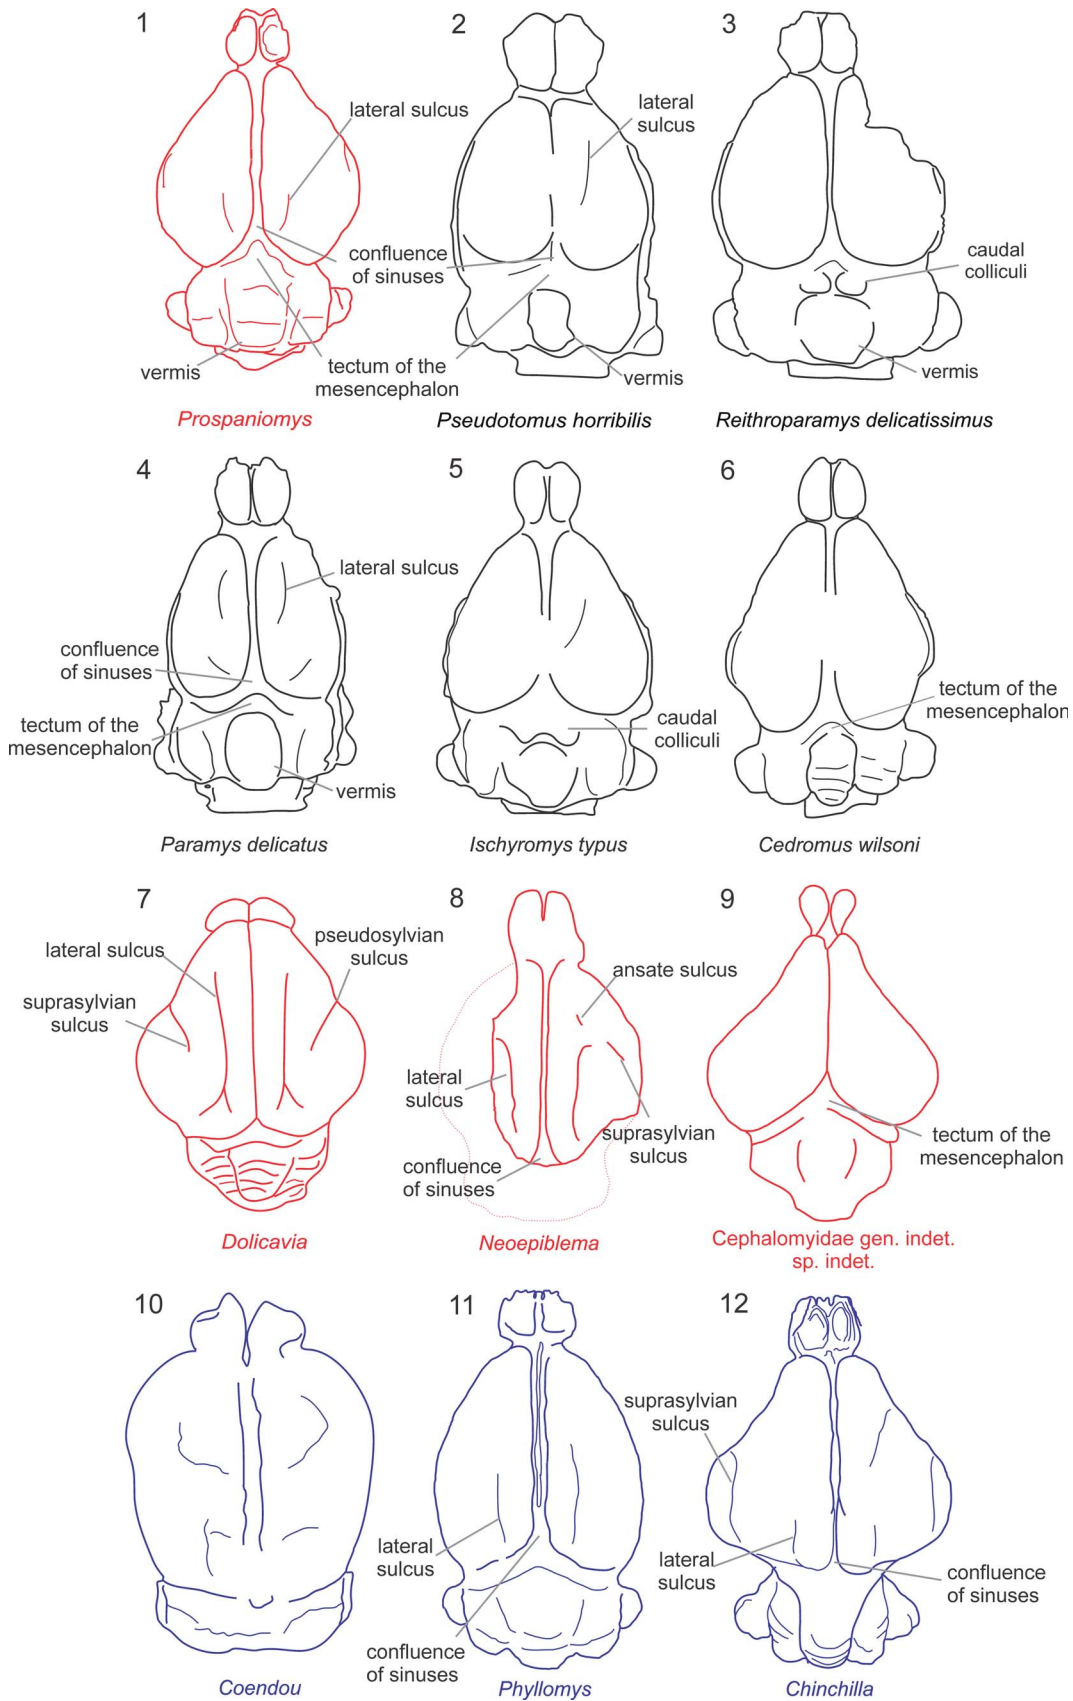 1
2
3
lateral sulcus
lateral
sulcus
confluence
of sinuses
caudal
colliculi
vermis
tectum of the
mesencephalon
vermis
vermis
Prospaniomys
Pseudotomus horribilis
Reithroparamys delicatissimus
4
5
6
lateral sulcus
confluence
of sinuses
tectum of the
mesencephalon
vermis
caudal
colliculi
tectum of the
mesencephalon
Paramys delicatus
Ischyromys typus
Cedromus wilsoni
7
8
9
lateral sulcus
suprasylvian
sulcus
pseudosylvian
sulcus
ansate sulcus
lateral
sulcus
suprasylvian
sulcus
confluence
of sinuses
tectum of the
mesencephalon
Dolicavia
Neoepiblema
Cephalomyidae gen. indet.
sp. indet.
10
11
12
suprasylvian
sulcus
lateral
sulcus
confluence
of sinuses
lateral
sulcus
confluence
of sinuses
Coendou
Phyllomys
Chinchilla